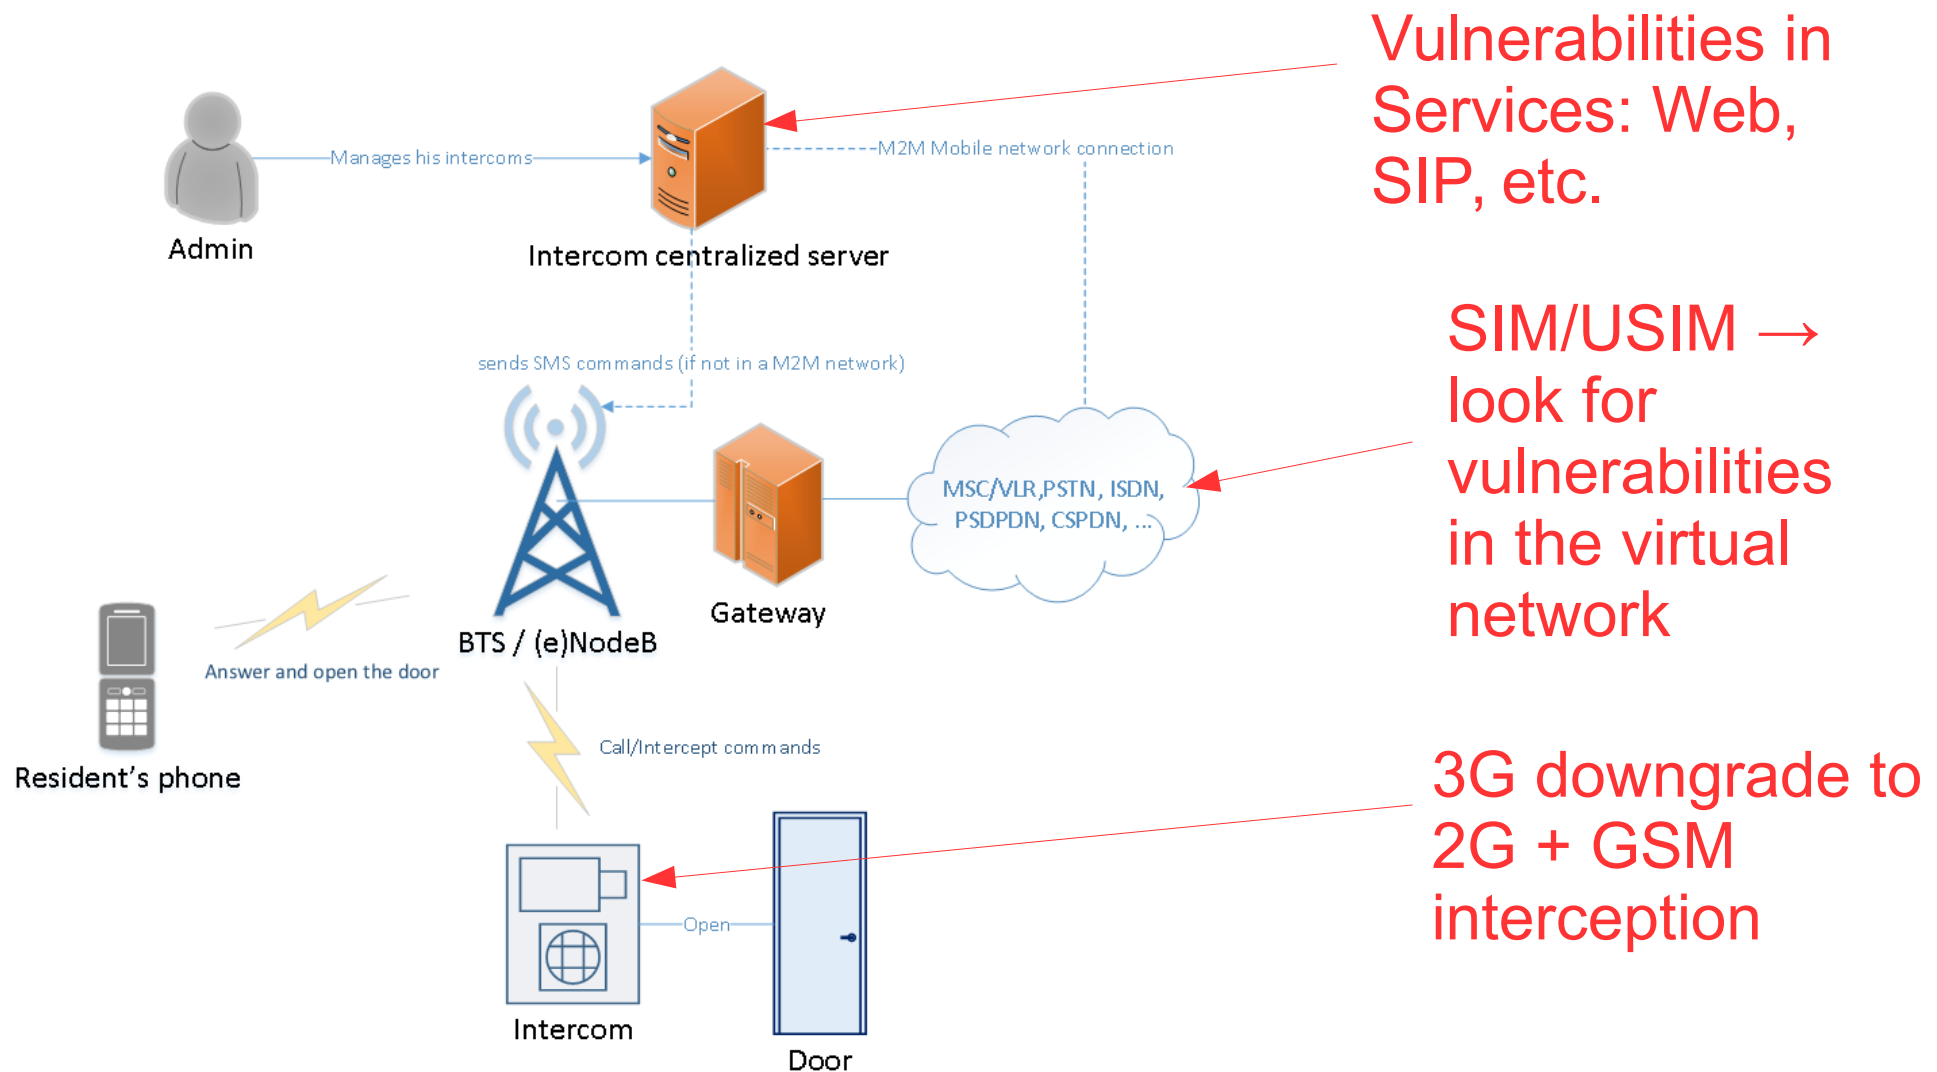 Vulnerabilities in
Services: Web,
SIP, etc.
Manages his intercoms
M2M Mobile network connection
Admin
Intercom centralized server
SIM/USIM →
look for
vulnerabilities
in the virtual
network
sends SMS commands (if not in a M2M network)
MSC/VLR,PSTN, ISDN,
PSDPDN, CSPDN, ...
Gateway
BTS / (e)NodeB
Answer and open the door
Resident's phone
Call/Intercept commands
3G downgrade to
2G + GSM
interception
Open
Intercom
Door